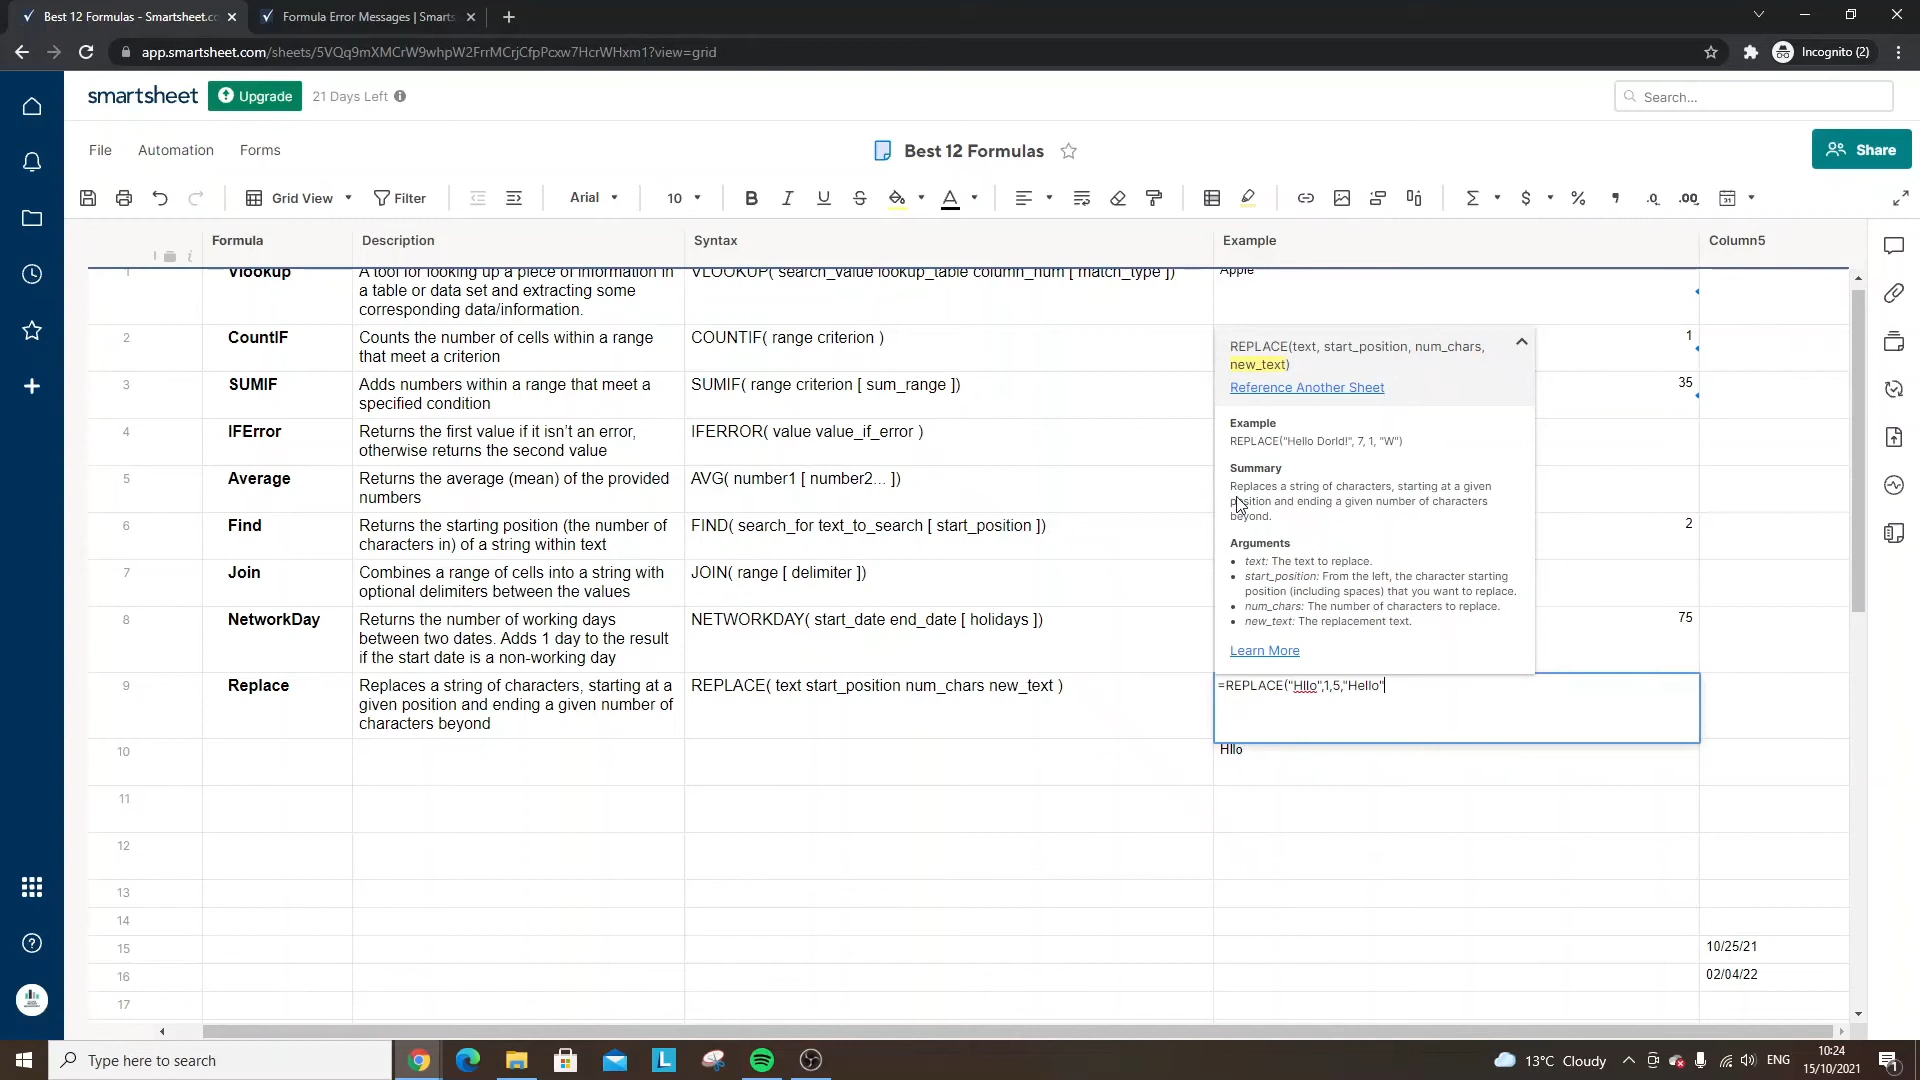 Best 12 Formulas - Smartsheet.co
Formula Error Messages | Smarts
app.smartsheet.com/sheets/5VQq9mXMCrW9whpW2FrrMCrjCfpPcxw7HcrWHxm1?view=grid
Incognito (2)
smartsheet
Upgrade
21 Days Left
Search...
File
Automation
Forms
Best 12 Formulas
Share
Grid View
Filter
Arial
10
Formula
Description
Syntax
Example
Column5
1
Vlookup
A tool for looking up a piece of information in
a table or data set and extracting some
corresponding data/information.
VLOOKUP( search_value lookup_table column_num [ match_type ])
Apple
2
CountIF
Counts the number of cells within a range
that meet a criterion
COUNTIF( range criterion )
1
3
SUMIF
Adds numbers within a range that meet a
specified condition
SUMIF( range criterion [ sum_range ])
35
4
IFError
Returns the first value if it isn't an error,
otherwise returns the second value
IFERROR( value value_if_error )
5
Average
Returns the average (mean) of the provided
numbers
AVG( number1 [ number2... ])
6
Find
Returns the starting position (the number of
characters in) of a string within text
FIND( search_for text_to_search [ start_position ])
2
7
Join
Combines a range of cells into a string with
optional delimiters between the values
JOIN( range [ delimiter ])
8
NetworkDay
Returns the number of working days
between two dates. Adds 1 day to the result
if the start date is a non-working day
NETWORKDAY( start_date end_date [ holidays ])
75
9
Replace
Replaces a string of characters, starting at a
given position and ending a given number of
characters beyond
REPLACE( text start_position num_chars new_text )
=REPLACE("Hllo",1,5,"Hello"
REPLACE(text, start_position, num_chars,
new_text)
Reference Another Sheet
Example
REPLACE("Hello Dorld!", 7, 1, "W")
Summary
Replaces a string of characters, starting at a given
position and ending a given number of characters
beyond.
Arguments
text: The text to replace.
start_position: From the left, the character starting
position (including spaces) that you want to replace.
num_chars: The number of characters to replace.
new_text: The replacement text.
Learn More
10
Hllo
11
12
13
14
15
10/25/21
16
02/04/22
17
Type here to search
13°C Cloudy
ENG
10:24
15/10/2021